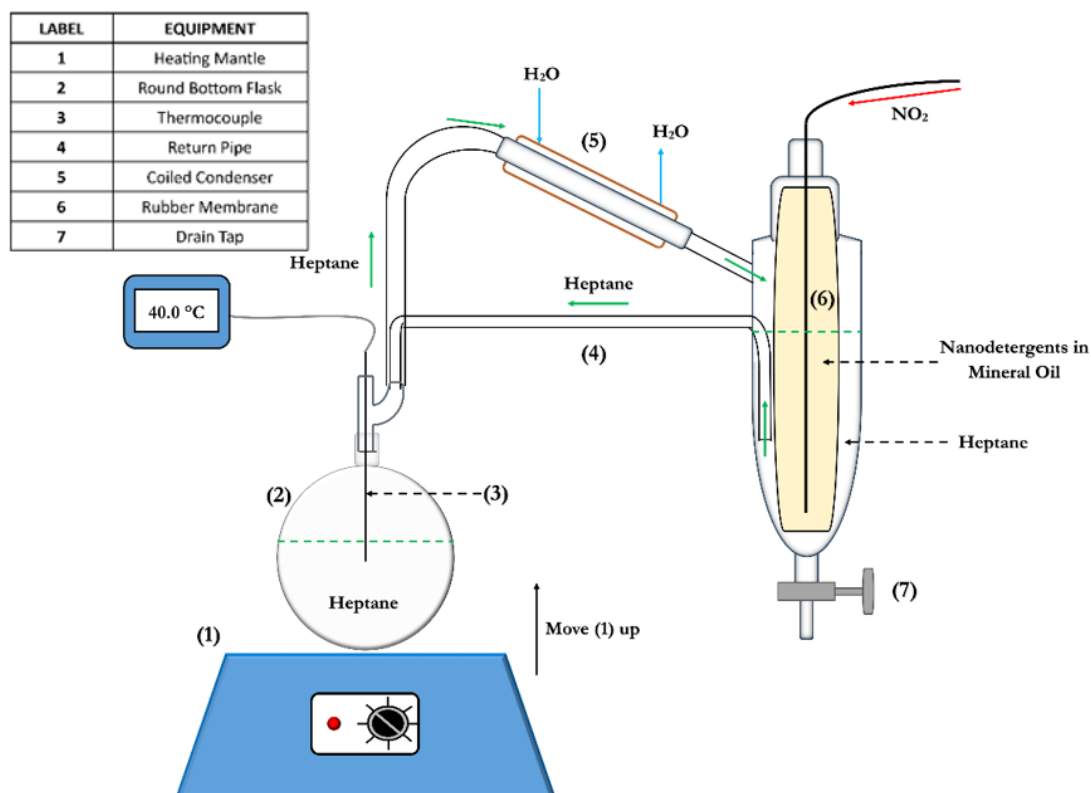 LABEL EQUIPMENT
1 Heating Mantle
2 Round Bottom Flask
3 Thermocouple
4 Return Pipe
5 Coiled Condenser
6 Rubber Membrane
7 Drain Tap
H₂O
H₂O
(5)
NO₂
Heptane
40.0 °C
Heptane
(6)
(4)
Nanodetergents in
Mineral Oil
Heptane
(2)
(3)
Heptane
(7)
(1)
Move (1) up